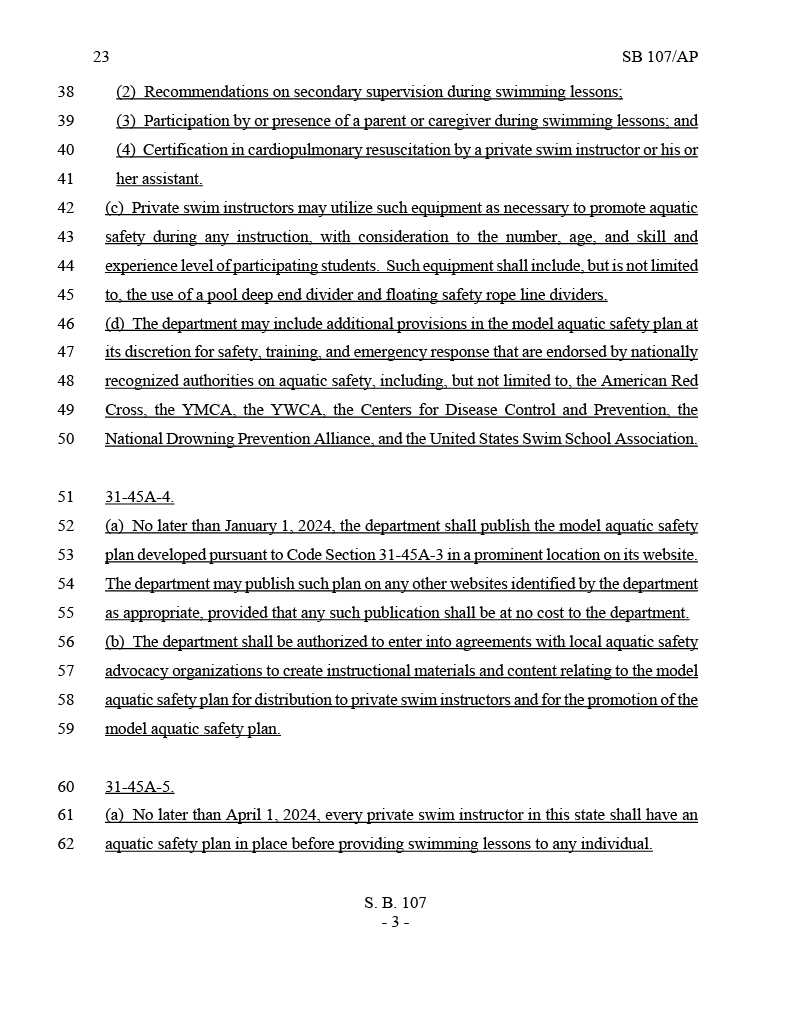 23 SB 107/AP
38 (2) Recommendations on secondary supervision during swimming lessons;
39 (3) Participation by or presence of a parent or caregiver during swimming lessons; and
40 (4) Certification in cardiopulmonary resuscitation by a private swim instructor or his or
41 her assistant.
42 (c) Private swim instructors may utilize such equipment as necessary to promote aquatic
43 safety during any instruction, with consideration to the number, age, and skill and
44 experience level of participating students. Such equipment shall include, but is not limited
45 to, the use of a pool deep end divider and floating safety rope line dividers.
46 (d) The department may include additional provisions in the model aquatic safety plan at
47 its discretion for safety, training, and emergency response that are endorsed by nationally
48 recognized authorities on aquatic safety, including, but not limited to, the American Red
49 Cross, the YMCA, the YWCA, the Centers for Disease Control and Prevention, the
50 National Drowning Prevention Alliance, and the United States Swim School Association.
51 31-45A-4.
52 (a) No later than January 1, 2024, the department shall publish the model aquatic safety
53 plan developed pursuant to Code Section 31-45A-3 in a prominent location on its website.
54 The department may publish such plan on any other websites identified by the department
55 as appropriate, provided that any such publication shall be at no cost to the department.
56 (b) The department shall be authorized to enter into agreements with local aquatic safety
57 advocacy organizations to create instructional materials and content relating to the model
58 aquatic safety plan for distribution to private swim instructors and for the promotion of the
59 model aquatic safety plan.
60 31-45A-5.
61 (a) No later than April 1, 2024, every private swim instructor in this state shall have an
62 aquatic safety plan in place before providing swimming lessons to any individual.
S. B. 107
- 3 -